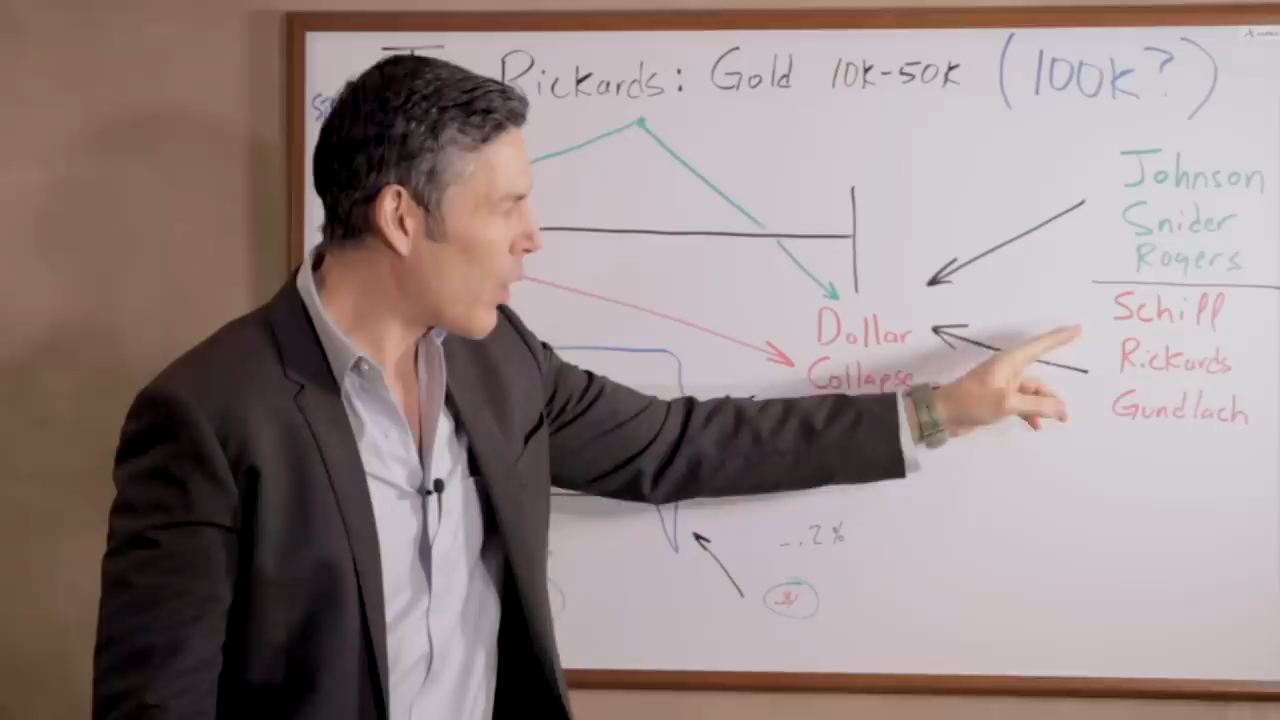 Rickards: Gold 10K-50K (100K?)
Johnson
Snider
Rogers
Schiff
Rickards
Gundlach
Dollar
Collapse
-.2%